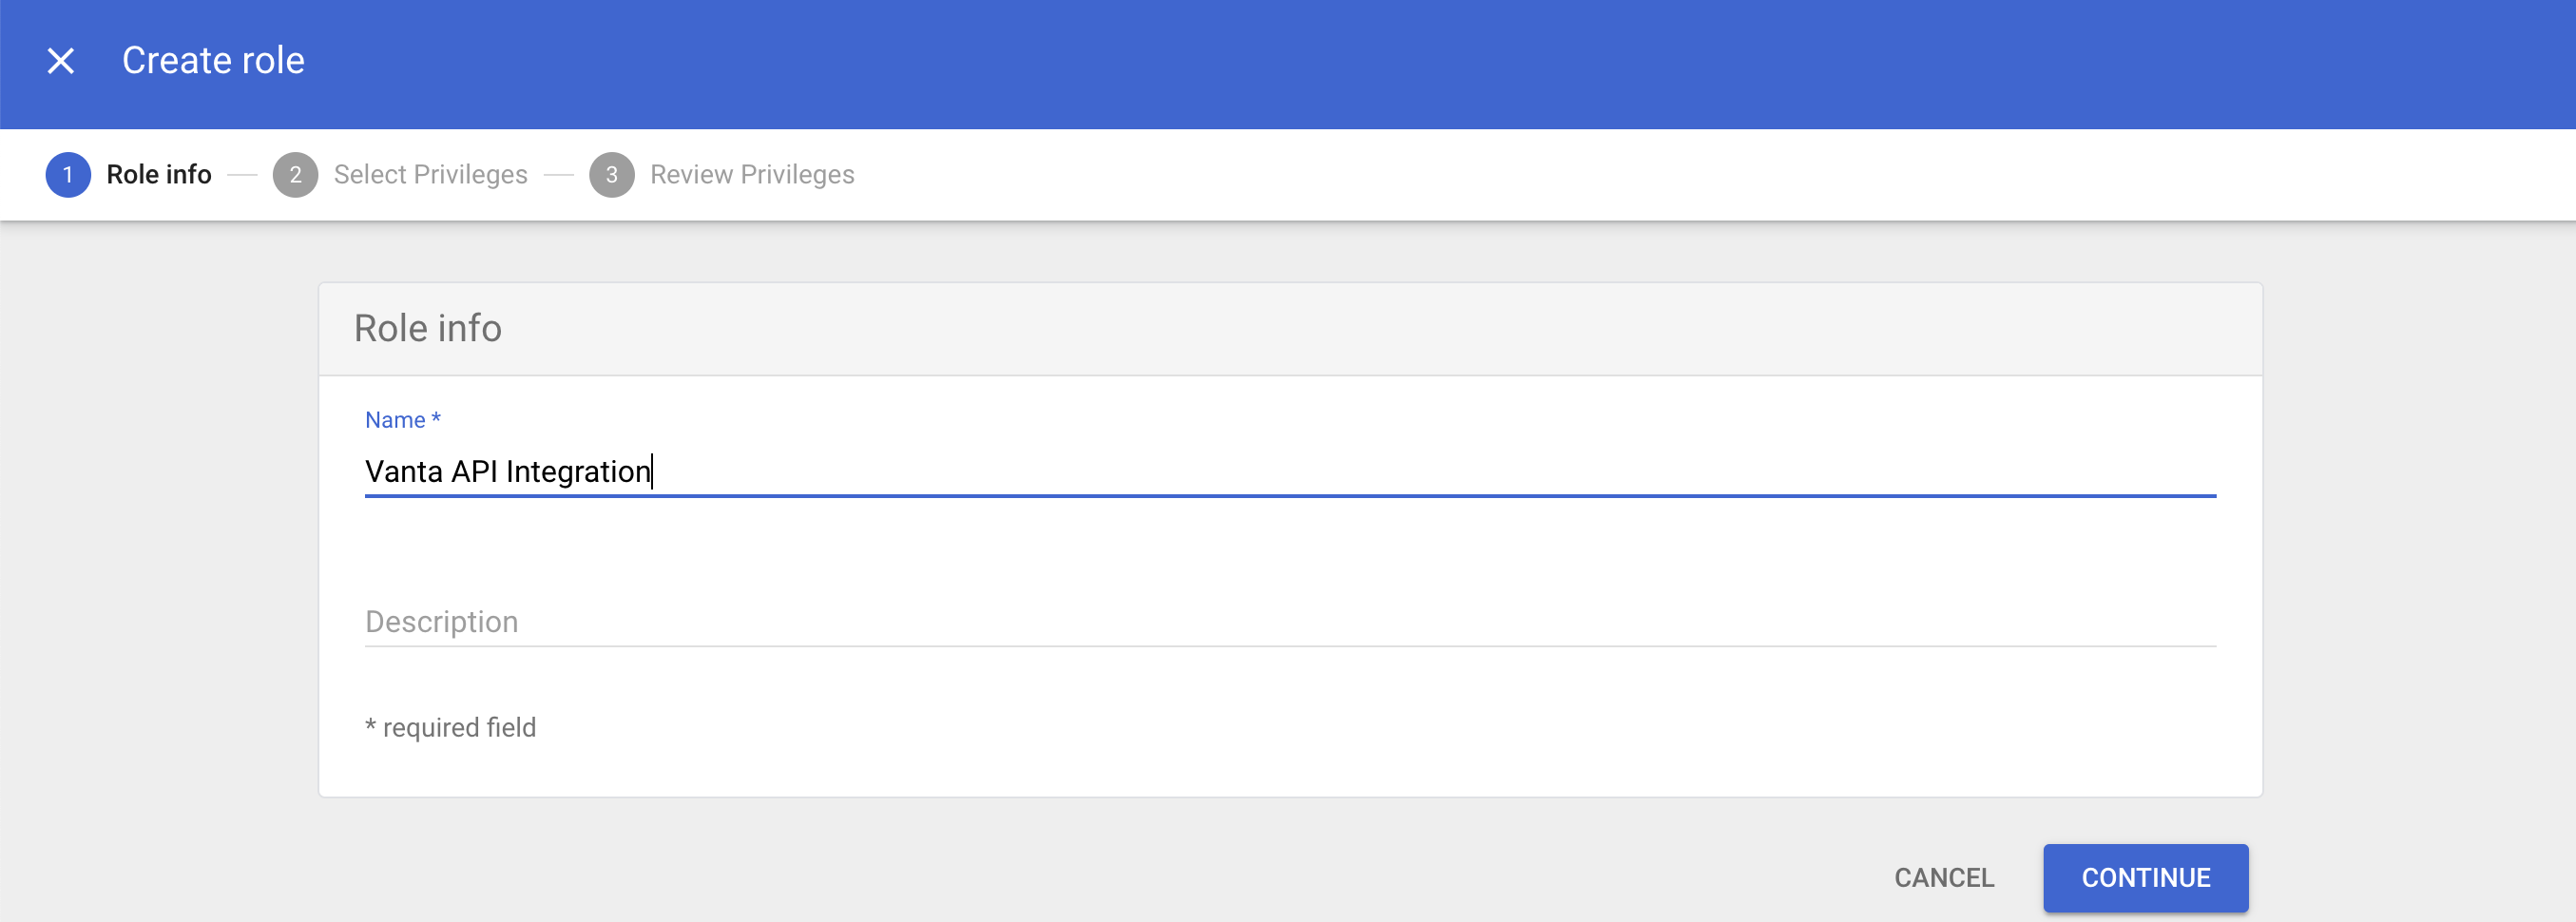 Create role
1 Role info 2 Select Privileges 3 Review Privileges
Role info
Name *
Vanta API Integration
Description
* required field
CANCEL CONTINUE